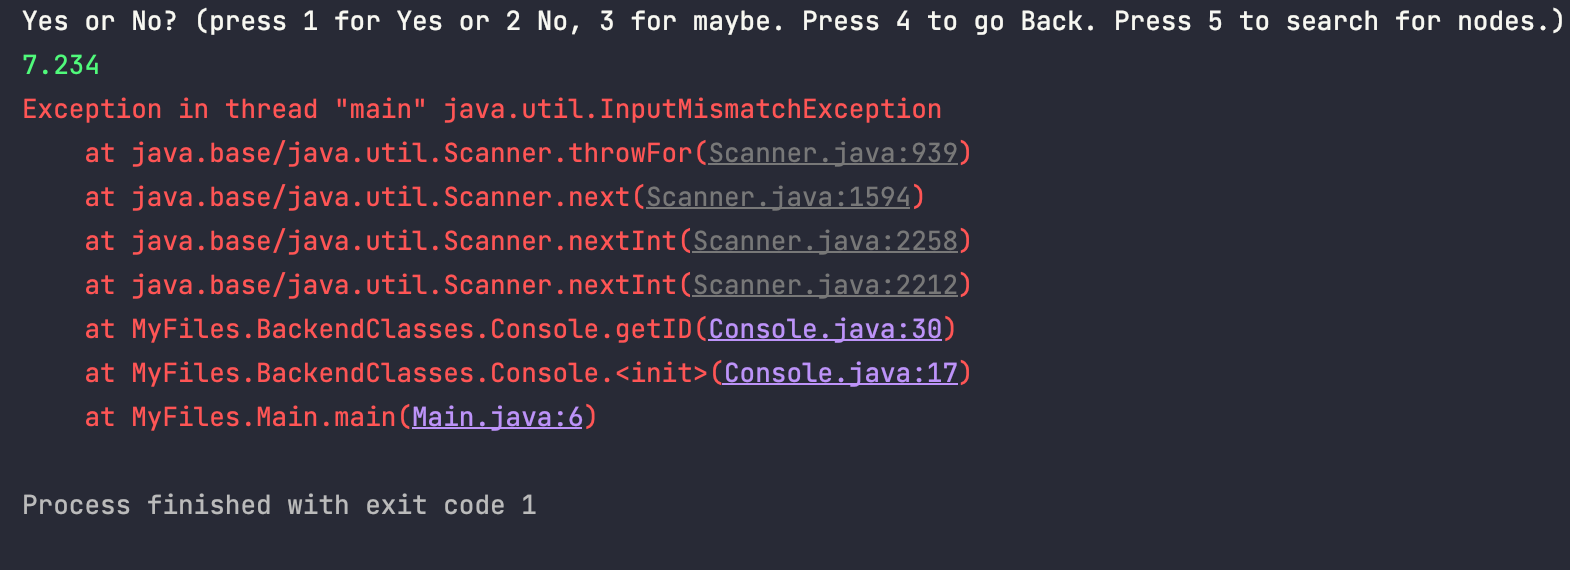 Yes or No? (press 1 for Yes or 2 No, 3 for maybe. Press 4 to go Back. Press 5 to search for nodes.)
7.234
Exception in thread "main" java.util.InputMismatchException
    at java.base/java.util.Scanner.throwFor(Scanner.java:939)
    at java.base/java.util.Scanner.next(Scanner.java:1594)
    at java.base/java.util.Scanner.nextInt(Scanner.java:2258)
    at java.base/java.util.Scanner.nextInt(Scanner.java:2212)
    at MyFiles.BackendClasses.Console.getID(Console.java:30)
    at MyFiles.BackendClasses.Console.<init>(Console.java:17)
    at MyFiles.Main.main(Main.java:6)
Process finished with exit code 1